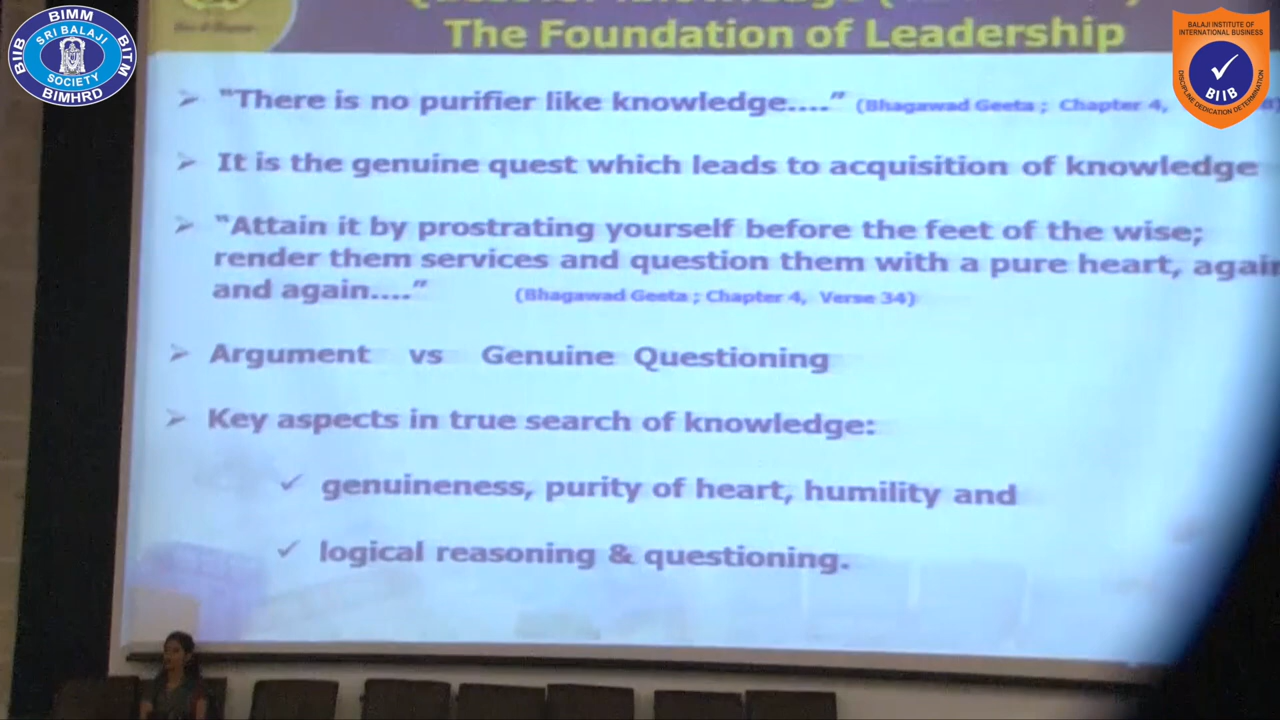 BIMM
BIIB
BITM
BIMHRD
SRI BALAJI
SOCIETY
BALAJI INSTITUTE OF
INTERNATIONAL BUSINESS
BIIB
DISCIPLINE DEDICATION DETERMINATION
The Foundation of Leadership
"There is no purifier like knowledge...." (Bhagawad Geeta ; Chapter 4,
It is the genuine quest which leads to acquisition of knowledge
"Attain it by prostrating yourself before the feet of the wise;
render them services and question them with a pure heart, again
and again...." (Bhagawad Geeta ; Chapter 4, Verse 34)
Argument vs Genuine Questioning
Key aspects in true search of knowledge:
genuineness, purity of heart, humility and
logical reasoning & questioning.